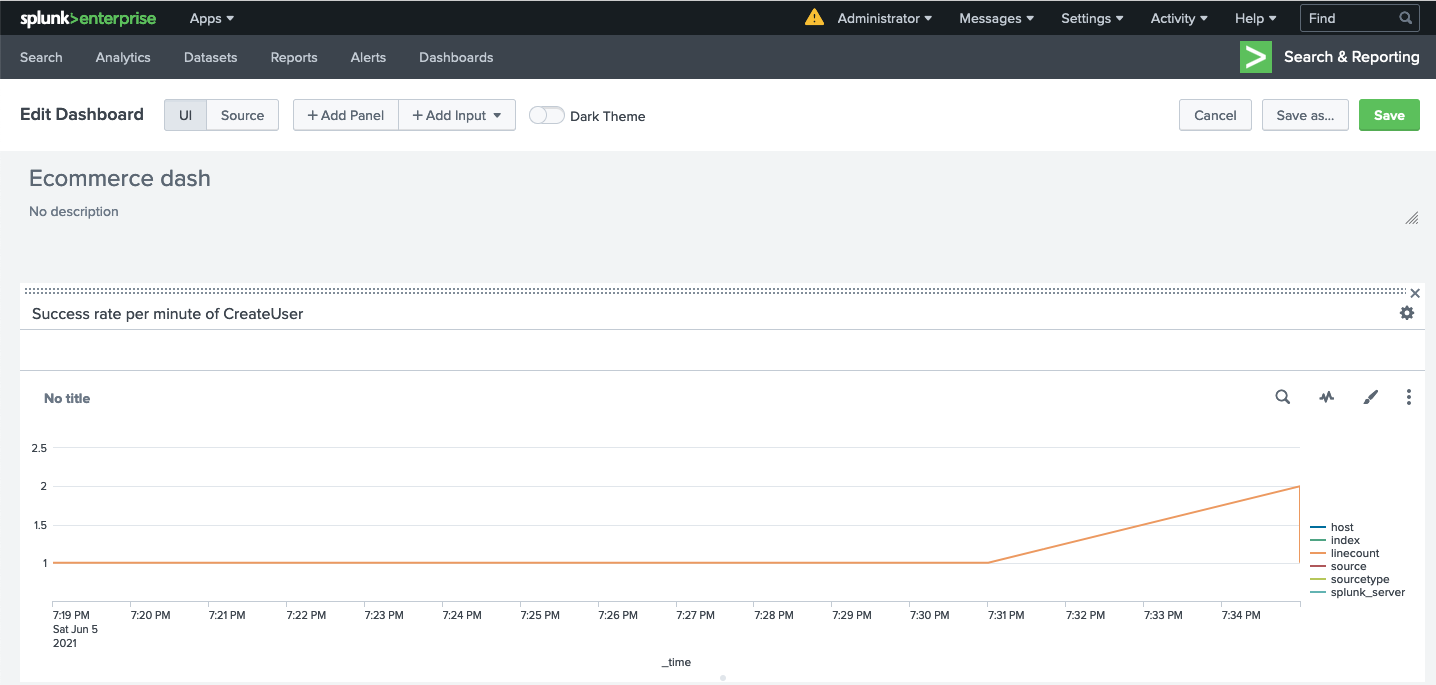 splunk>enterprise Apps Administrator Messages Settings Activity Help Find
Search Analytics Datasets Reports Alerts Dashboards Search & Reporting
Edit Dashboard UI Source + Add Panel + Add Input Dark Theme Cancel Save as... Save
Ecommerce dash
No description
Success rate per minute of CreateUser
No title
2.5
2
1.5
1
host
index
linecount
source
sourcetype
splunk_server
7:19 PM 7:20 PM 7:21 PM 7:22 PM 7:23 PM 7:24 PM 7:25 PM 7:26 PM 7:27 PM 7:28 PM 7:29 PM 7:30 PM 7:31 PM 7:32 PM 7:33 PM 7:34 PM
Sat Jun 5
2021
_time